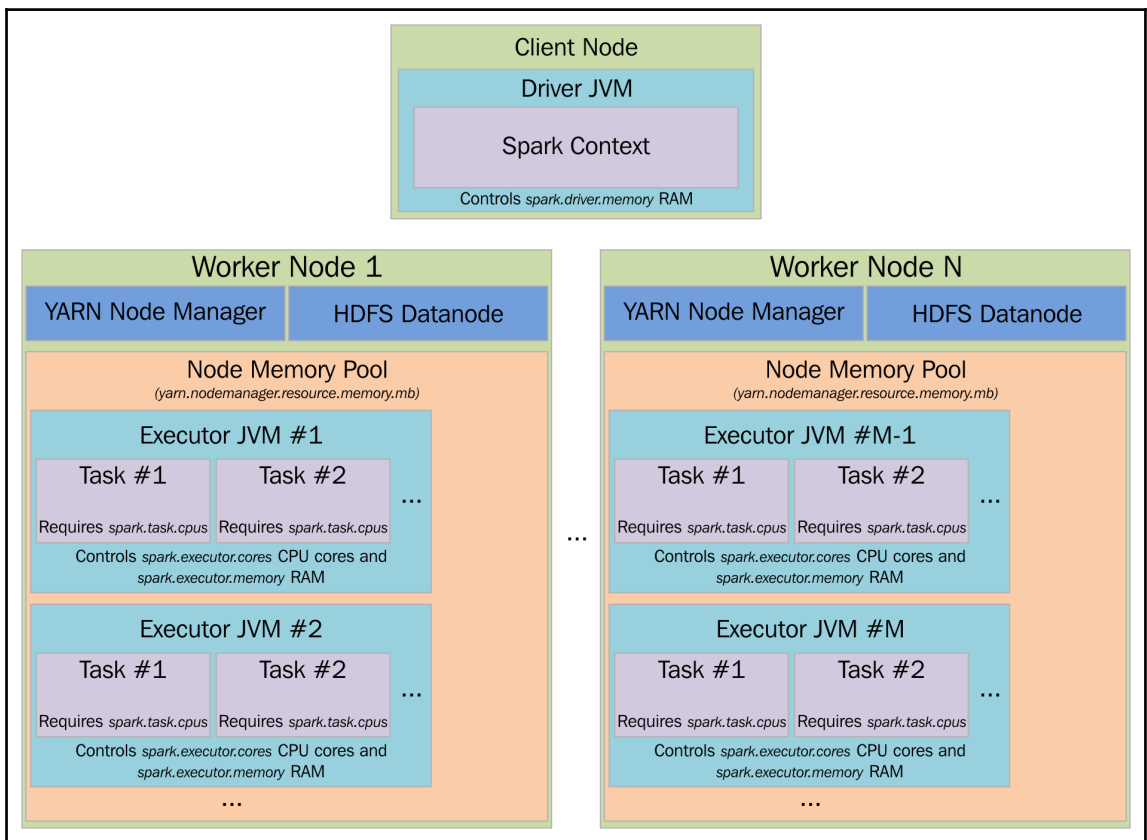 Client Node
Driver JVM
Spark Context
Controls spark.driver.memory RAM
Worker Node 1
YARN Node Manager
HDFS Datanode
Node Memory Pool
(yarn.nodemanager.resource.memory.mb)
Executor JVM #1
Task #1
Requires spark.task.cpus
Task #2
Requires spark.task.cpus
...
Controls spark.executor.cores CPU cores and
spark.executor.memory RAM
Executor JVM #2
Task #1
Requires spark.task.cpus
Task #2
Requires spark.task.cpus
...
Controls spark.executor.cores CPU cores and
spark.executor.memory RAM
...
...
Worker Node N
YARN Node Manager
HDFS Datanode
Node Memory Pool
(yarn.nodemanager.resource.memory.mb)
Executor JVM #M-1
Task #1
Requires spark.task.cpus
Task #2
Requires spark.task.cpus
...
Controls spark.executor.cores CPU cores and
spark.executor.memory RAM
Executor JVM #M
Task #1
Requires spark.task.cpus
Task #2
Requires spark.task.cpus
...
Controls spark.executor.cores CPU cores and
spark.executor.memory RAM
...